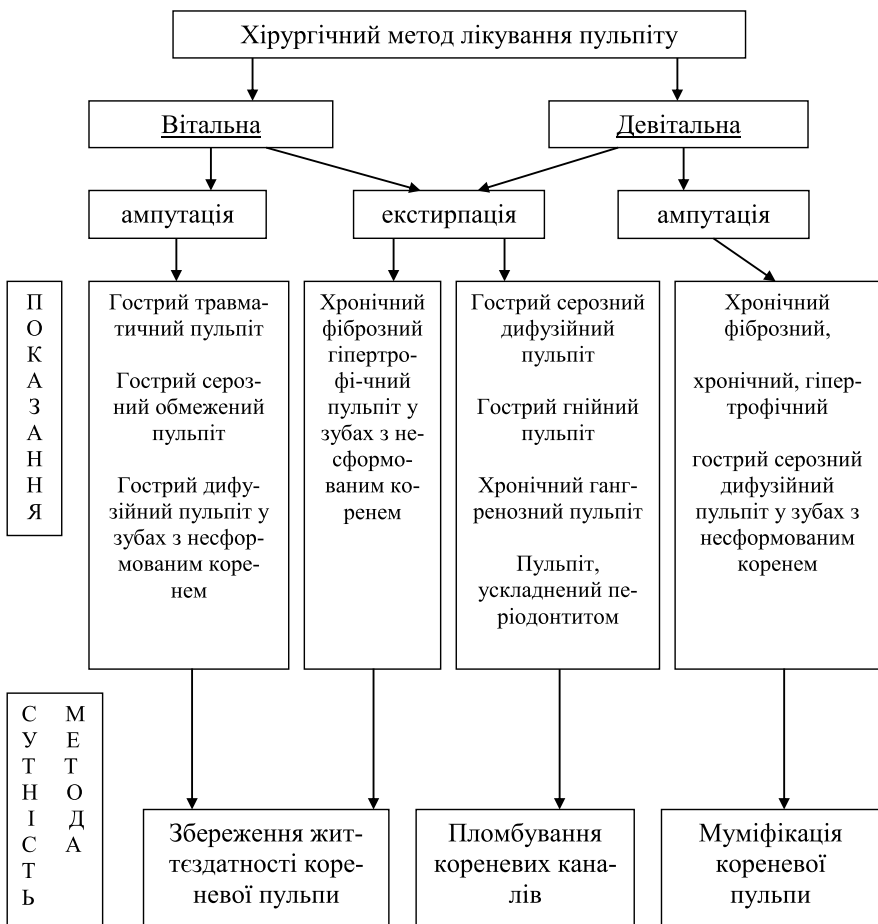 Хірургічний метод лікування пульпіту
Вітальна
Девітальна
ампутація
екстирпація
ампутація
П
О
К
А
З
А
Н
Н
Я
Гострий травма-
тичний пульпіт
Гострий сероз-
ний обмежений
пульпіт
Гострий дифу-
зійний пульпіт у
зубах з несфор-
мованим коре-
нем
Хронічний
фіброзний
гіпертро-
фі-чний
пульпіт у
зубах з не-
сформо-
ваним ко-
ренем
Гострий серозний
дифузійний
пульпіт
Гострий гнійний
пульпіт
Хронічний ганг-
ренозний пульпіт
Пульпіт,
ускладнений пе-
ріодонтитом
Хронічний
фіброзний,
хронічний, гіпер-
трофічний
гострий серозний
дифузійний
пульпіт у зубах з
несформованим
коренем
С
У
Т
Н
І
С
Т
Ь
М
Е
Т
О
Д
А
Збереження жит-
тєздатності коре-
невої пульпи
Пломбування
кореневих кана-
лів
Муміфікація
кореневої
пульпи